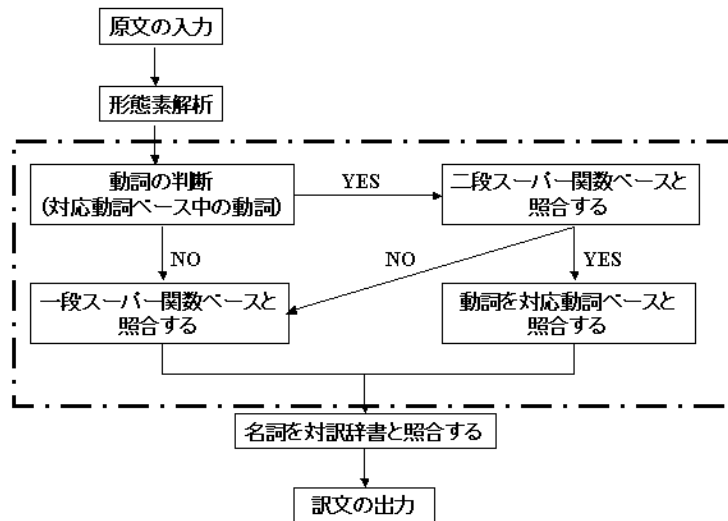 原文の入力
形態素解析
動詞の判断
(対応動詞ベース中の動詞)
YES
二段スーパー関数ベースと
照合する
NO
NO
YES
一段スーパー関数ベースと
照合する
動詞を対応動詞ベースと
照合する
名詞を対訳辞書と照合する
訳文の出力